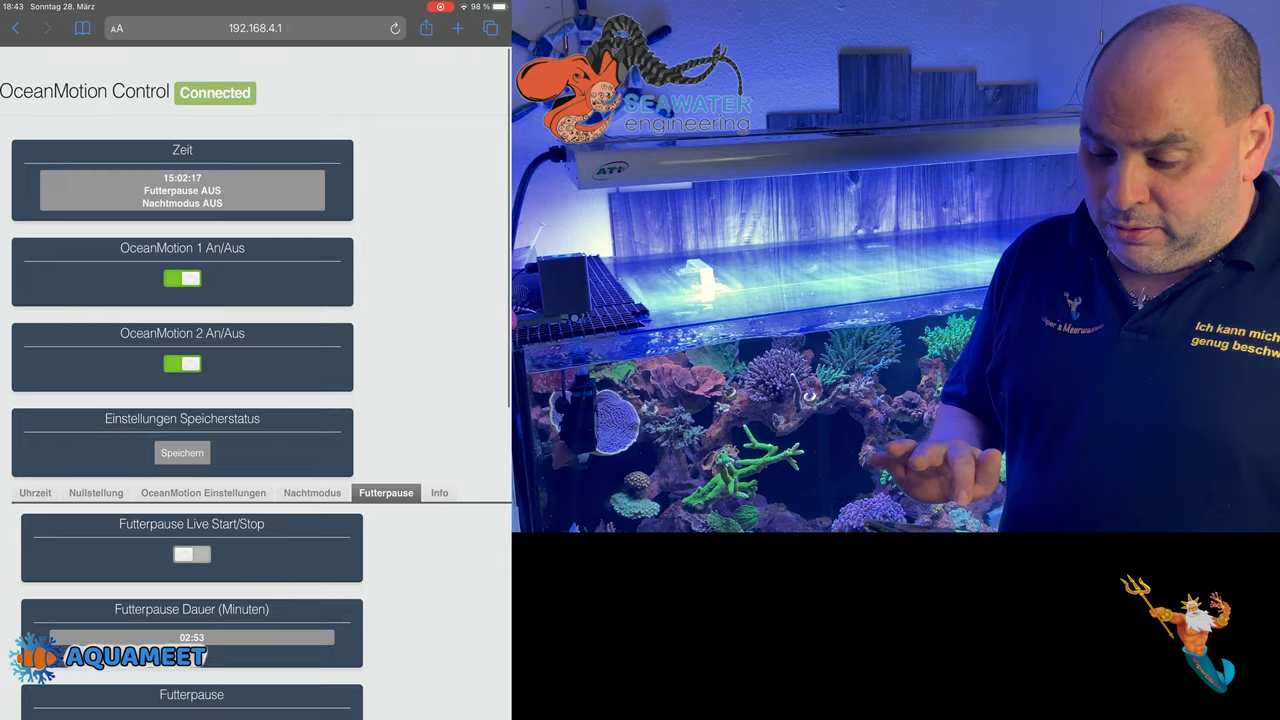 18:43 Sonntag 28. März
98 %
AA
192.168.4.1
OceanMotion Control Connected
Zeit
15:02:17
Futterpause AUS
Nachtmodus AUS
OceanMotion 1 An/Aus
OceanMotion 2 An/Aus
Einstellungen Speicherstatus
Speichern
Uhrzeit Nullstellung OceanMotion Einstellungen Nachtmodus Futterpause Info
Futterpause Live Start/Stop
Futterpause Dauer (Minuten)
02:53
AQUAMEET
Futterpause
SEAWATER
engineering
ATI
Ich kann mich
genug beschw